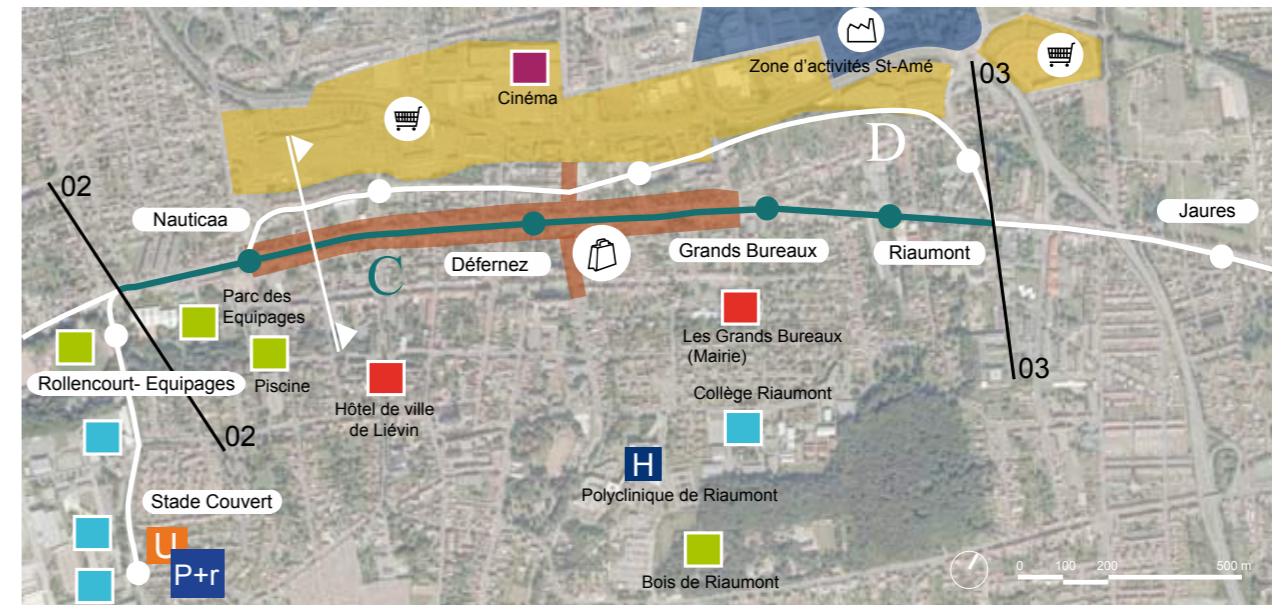 Cinéma
Zone d'activités St-Amé
03
D
02
Nauticaa
Jaures
C
Défernez
Grands Bureaux
Riaumont
Parc des
Equipages
Les Grands Bureaux
(Mairie)
03
Rollencourt- Equipages
Piscine
Collège Riaumont
Hôtel de ville
de Liévin
02
H
Polyclinique de Riaumont
Stade Couvert
U
P+r
Bois de Riaumont
0 100 200 500 m